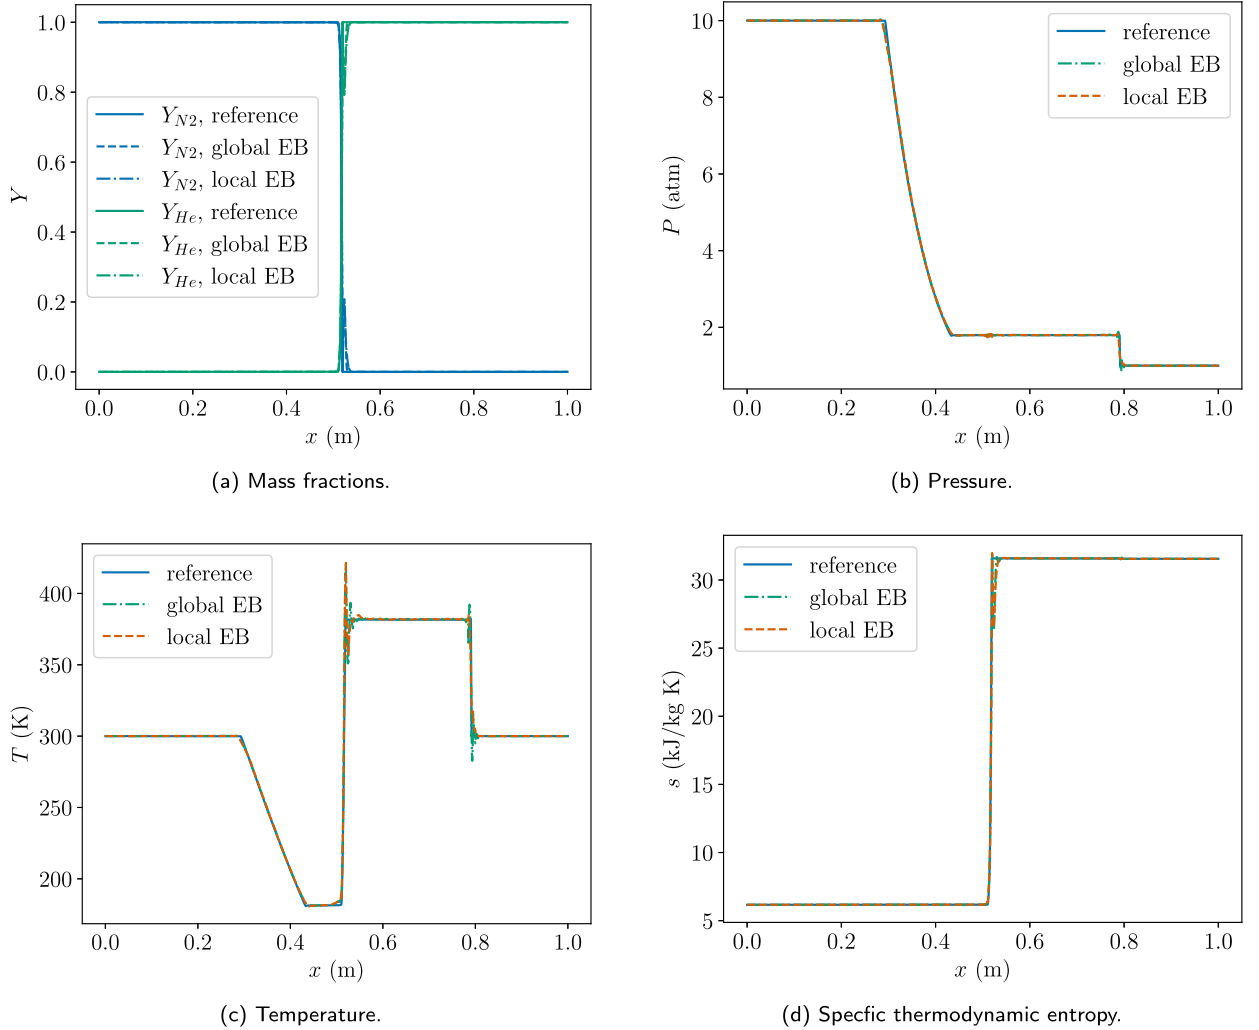 1.0
0.8
0.6
0.4
0.2
0.0
Y
Y_{N2}, reference
Y_{N2}, global EB
Y_{N2}, local EB
Y_{He}, reference
Y_{He}, global EB
Y_{He}, local EB
0.0 0.2 0.4 0.6 0.8 1.0
x (m)
(a) Mass fractions.
10
8
6
4
2
P (atm)
reference
global EB
local EB
0.0 0.2 0.4 0.6 0.8 1.0
x (m)
(b) Pressure.
400
350
300
250
200
T (K)
reference
global EB
local EB
0.0 0.2 0.4 0.6 0.8 1.0
x (m)
(c) Temperature.
30
25
20
15
10
5
s (kJ/kg K)
reference
global EB
local EB
0.0 0.2 0.4 0.6 0.8 1.0
x (m)
(d) Specfic thermodynamic entropy.